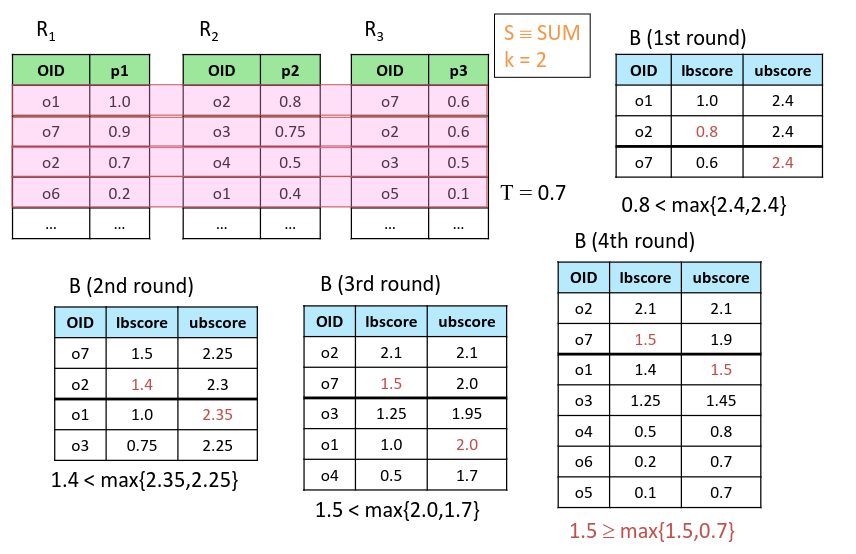 R1
OID p1
o1 1.0
o7 0.9
o2 0.7
o6 0.2
... ...
R2
OID p2
o2 0.8
o3 0.75
o4 0.5
o1 0.4
... ...
R3
OID p3
o7 0.6
o2 0.6
o3 0.5
o5 0.1
... ...
S ≡ SUM
k = 2
T = 0.7
B (1st round)
OID lbscore ubscore
o1 1.0 2.4
o2 0.8 2.4
o7 0.6 2.4
0.8 < max{2.4,2.4}
B (2nd round)
OID lbscore ubscore
o7 1.5 2.25
o2 1.4 2.3
o1 1.0 2.35
o3 0.75 2.25
1.4 < max{2.35,2.25}
B (3rd round)
OID lbscore ubscore
o2 2.1 2.1
o7 1.5 2.0
o3 1.25 1.95
o1 1.0 2.0
o4 0.5 1.7
1.5 < max{2.0,1.7}
B (4th round)
OID lbscore ubscore
o2 2.1 2.1
o7 1.5 1.9
o1 1.4 1.5
o3 1.25 1.45
o4 0.5 0.8
o6 0.2 0.7
o5 0.1 0.7
1.5 ≥ max{1.5,0.7}